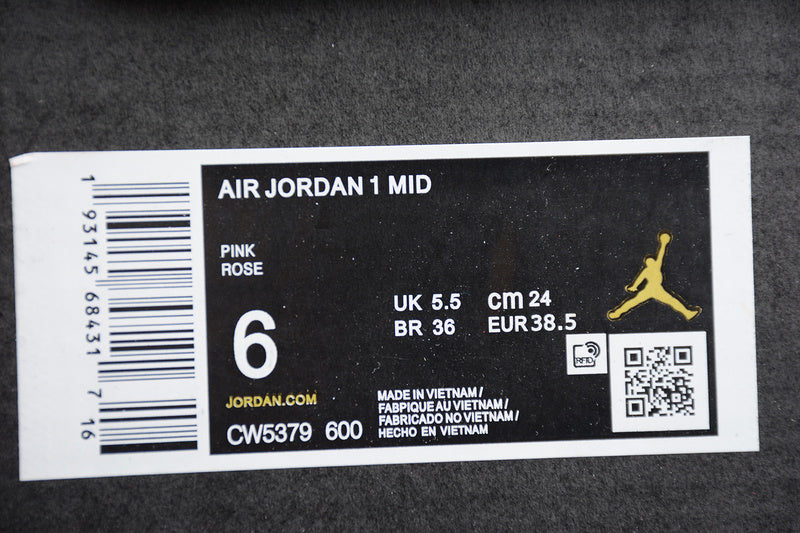 AIR JORDAN 1 MID
PINK
ROSE
6
UK 5.5 cm 24
BR 36 EUR 38.5
RFID
JORDAN.COM
CW5379 600
MADE IN VIETNAM /
FABPIQUE AU VIETNAM /
FABRICADO NO VIETNAM /
HECHO EN VIETNAM
1 93145 68431 7 16